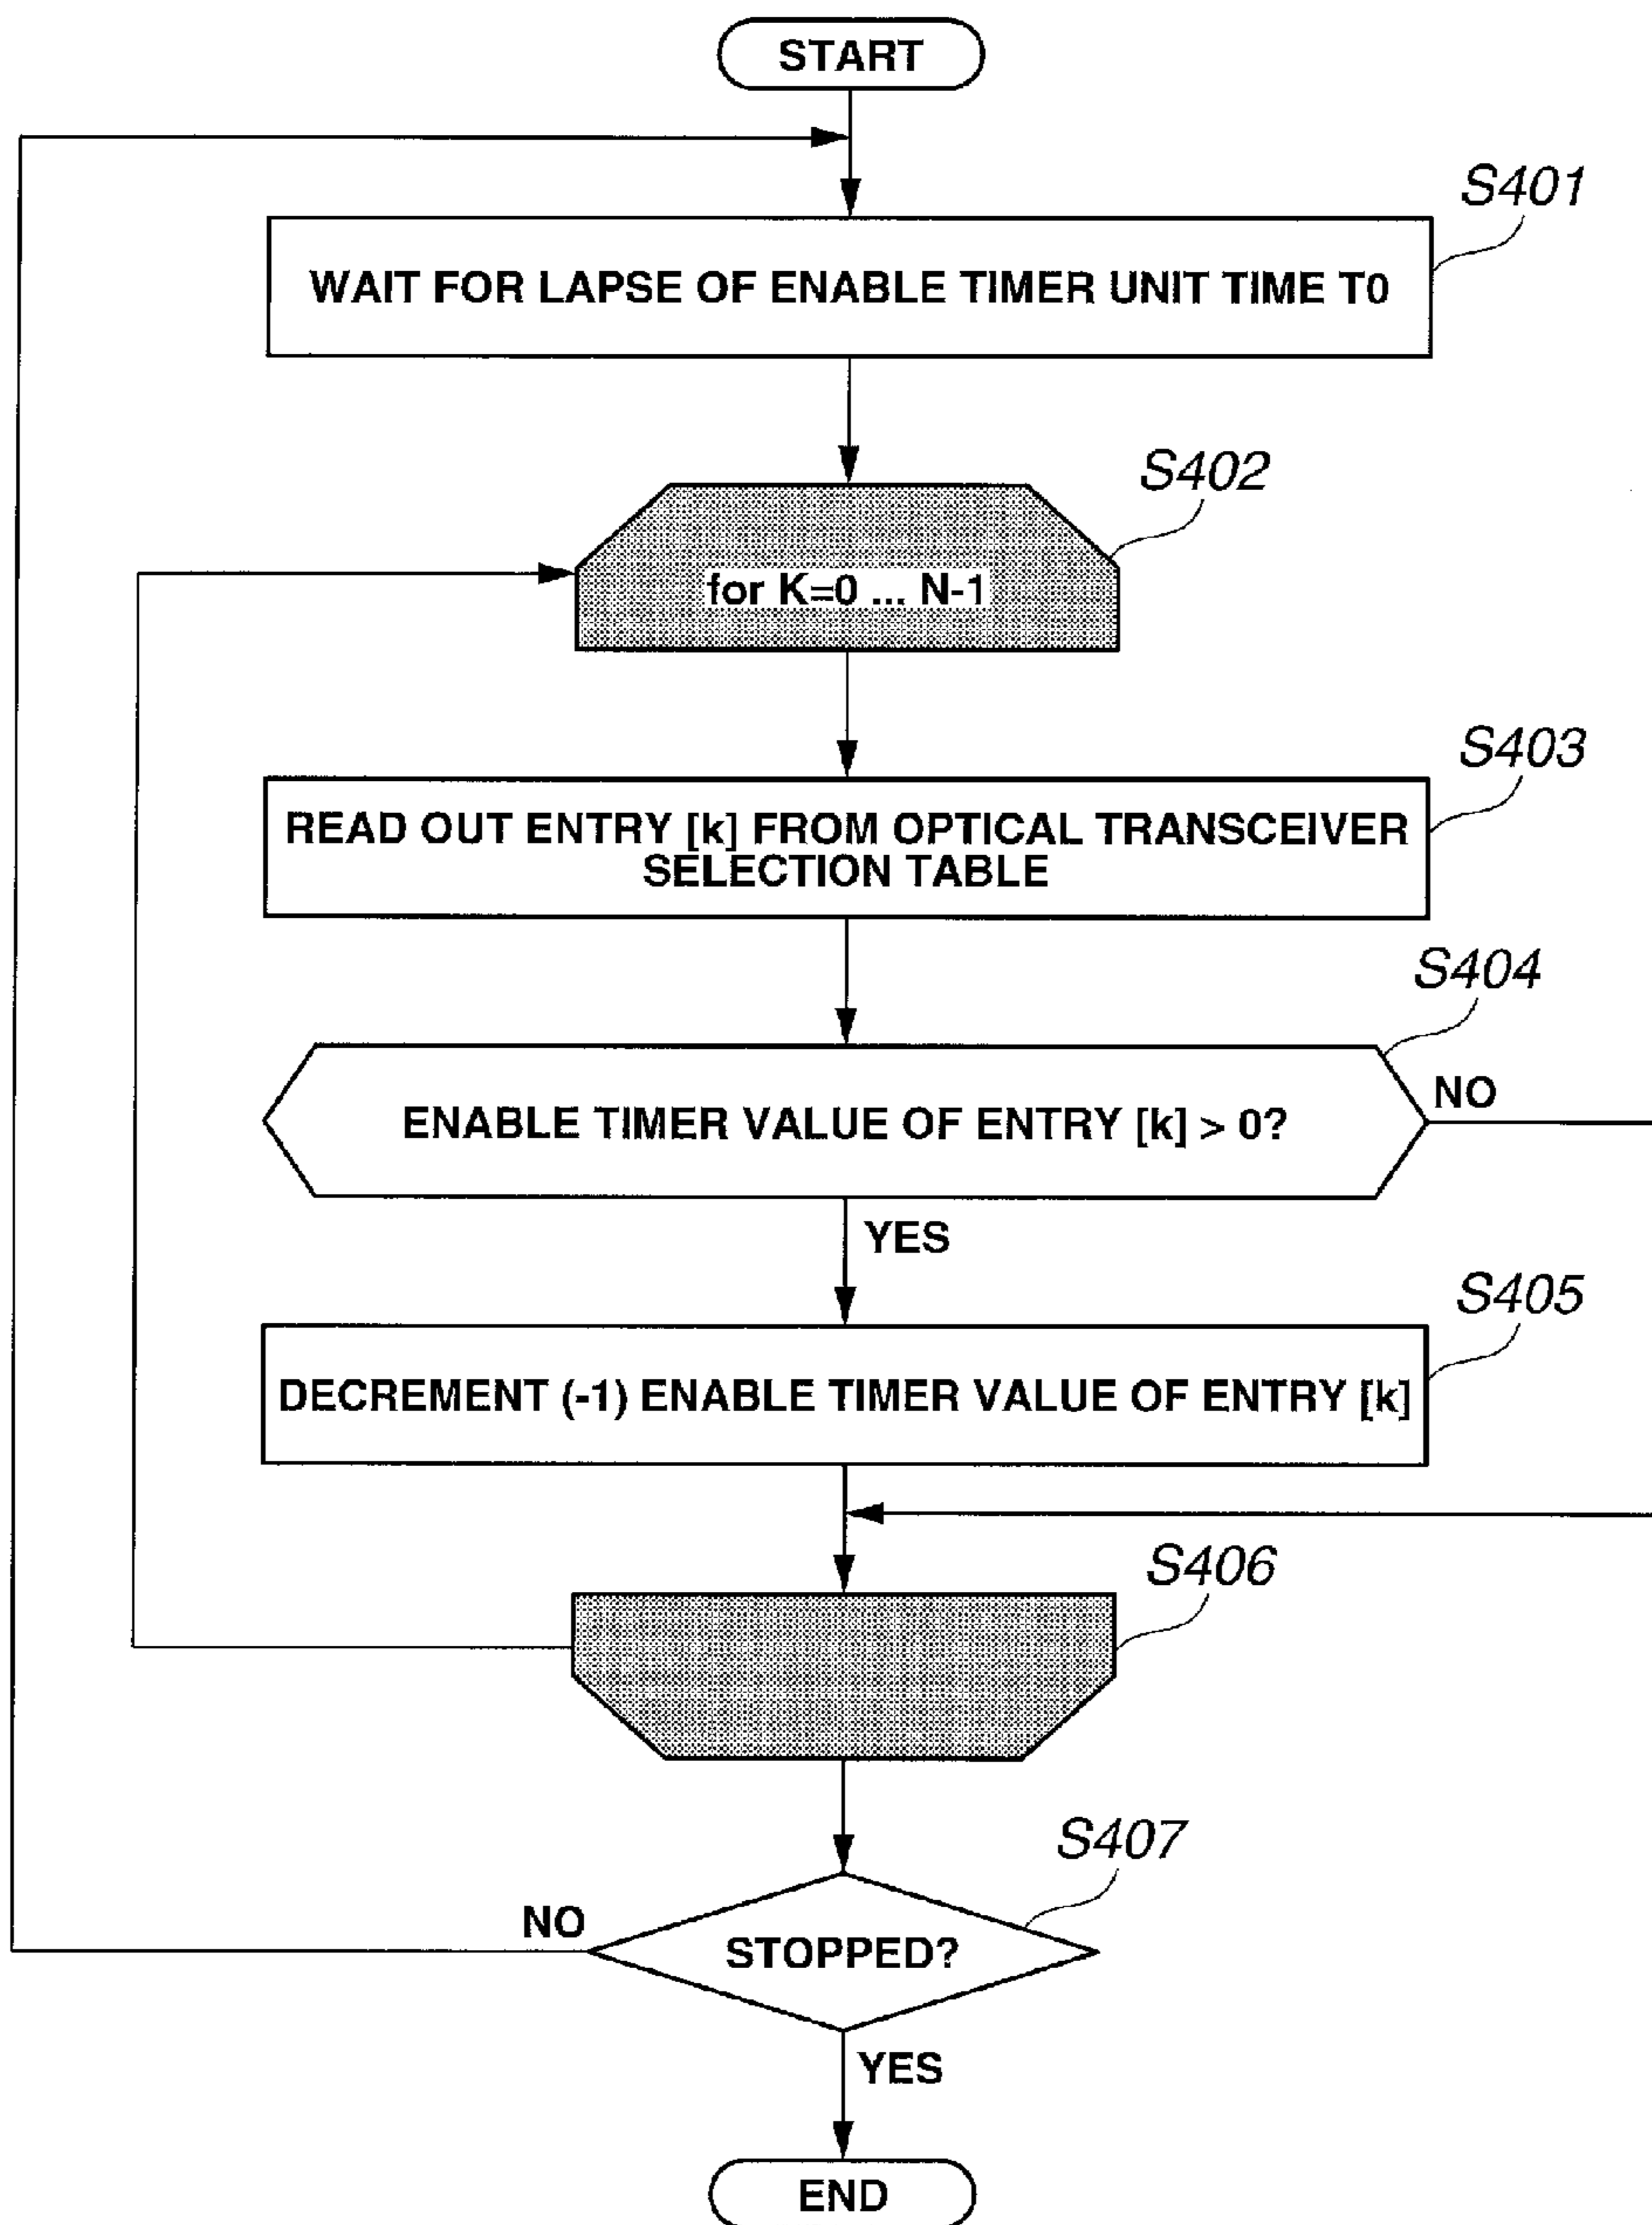 START
S401
WAIT FOR LAPSE OF ENABLE TIMER UNIT TIME T0
S402
for K=0 ... N-1
S403
READ OUT ENTRY [k] FROM OPTICAL TRANSCEIVER
SELECTION TABLE
S404
NO
ENABLE TIMER VALUE OF ENTRY [k] > 0?
YES
S405
DECREMENT (-1) ENABLE TIMER VALUE OF ENTRY [k]
S406
S407
NO
STOPPED?
YES
END